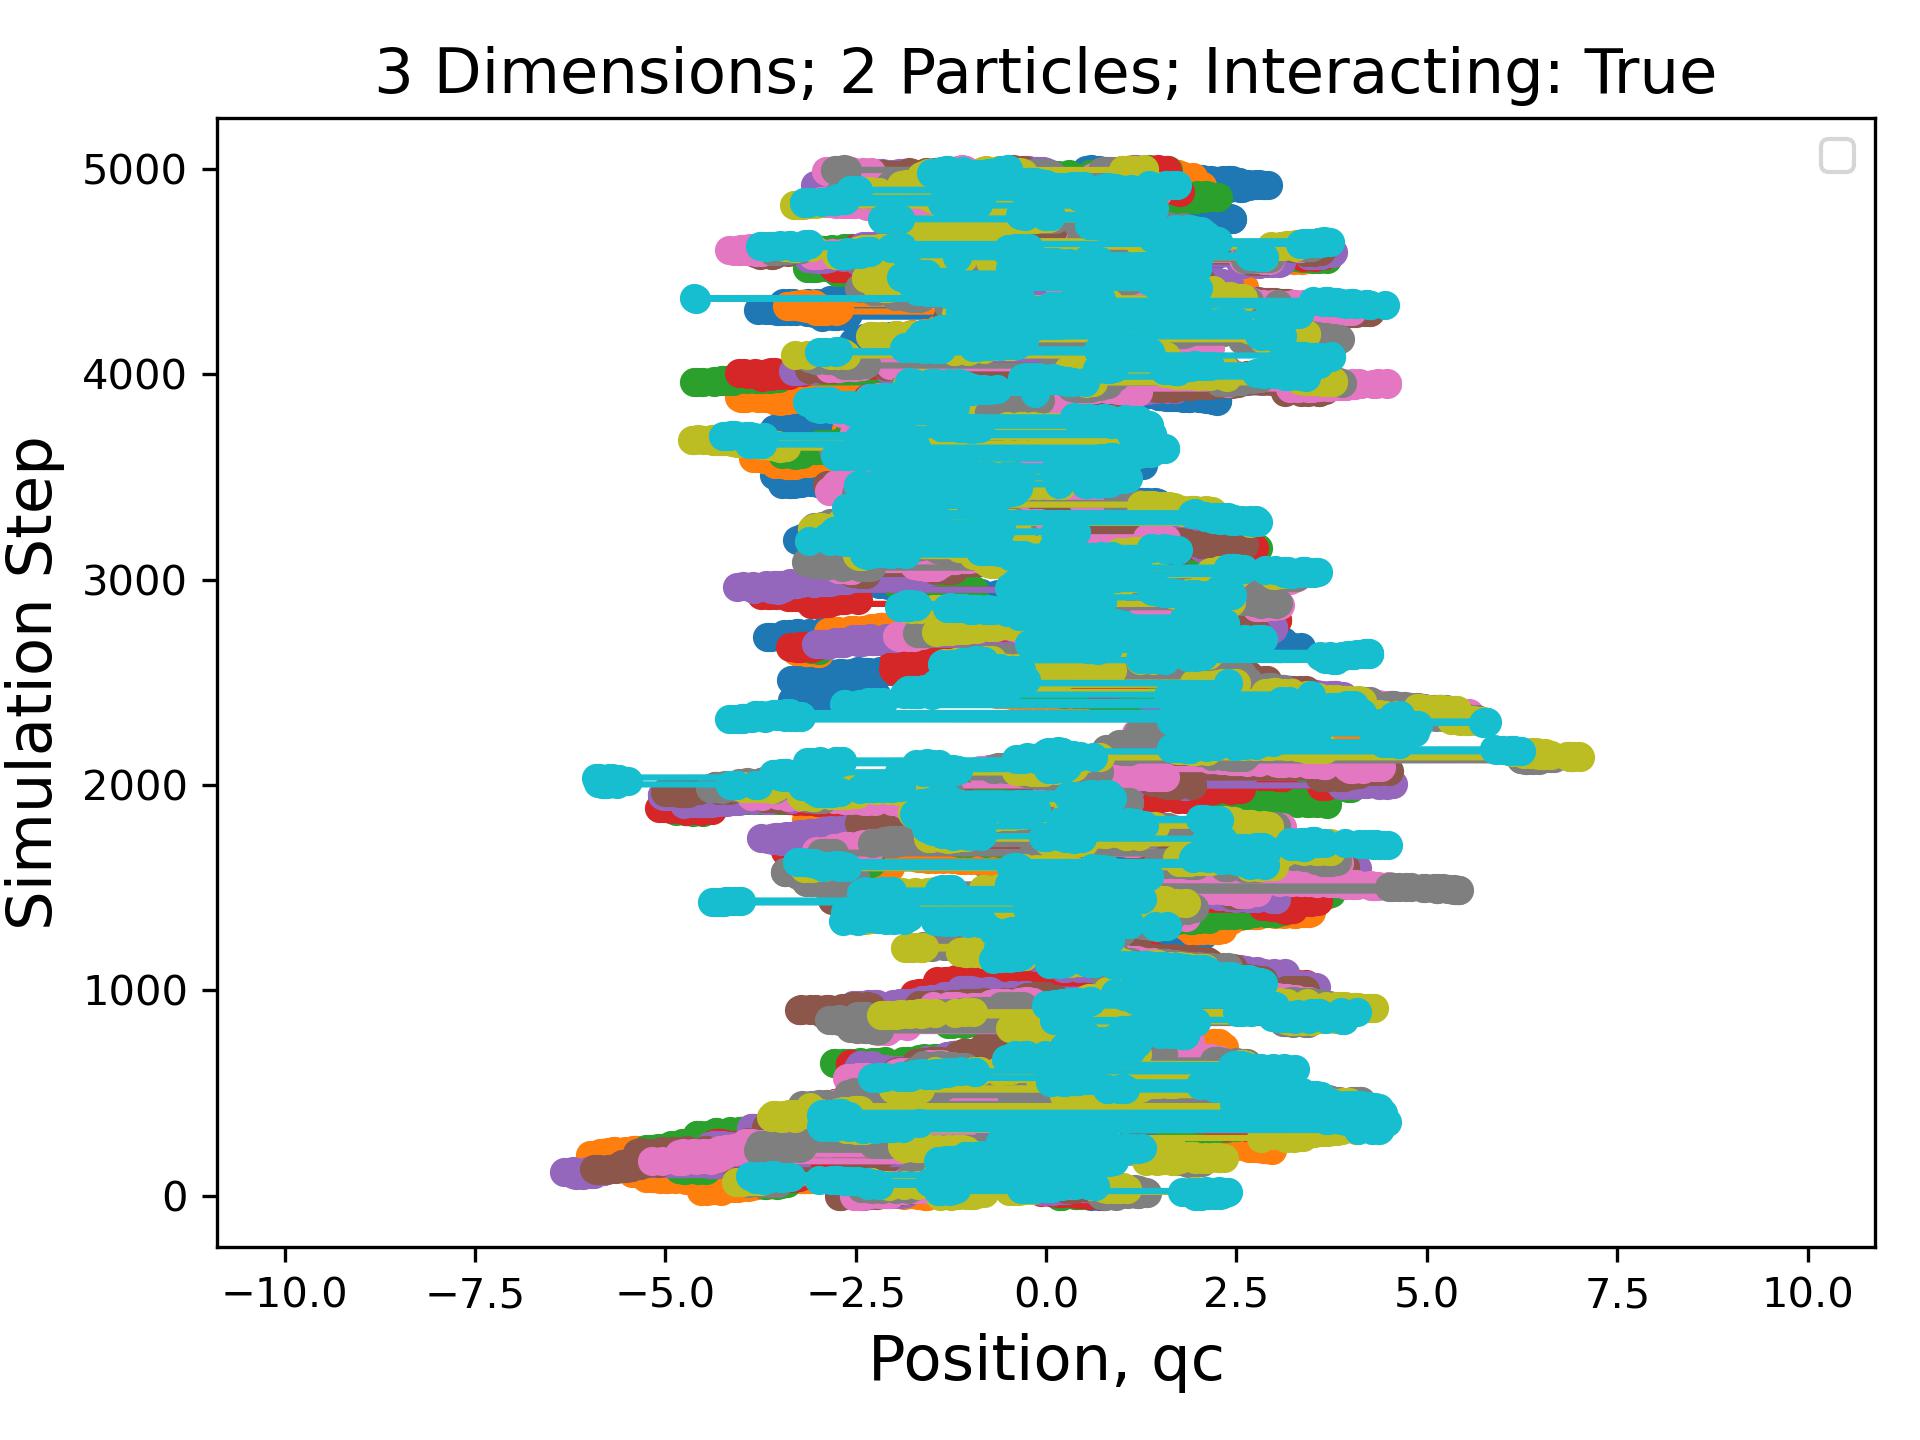 3 Dimensions; 2 Particles; Interacting: True
5000
4000
3000
2000
1000
0
Simulation Step
−10.0 −7.5 −5.0 −2.5 0.0 2.5 5.0 7.5 10.0
Position, qc